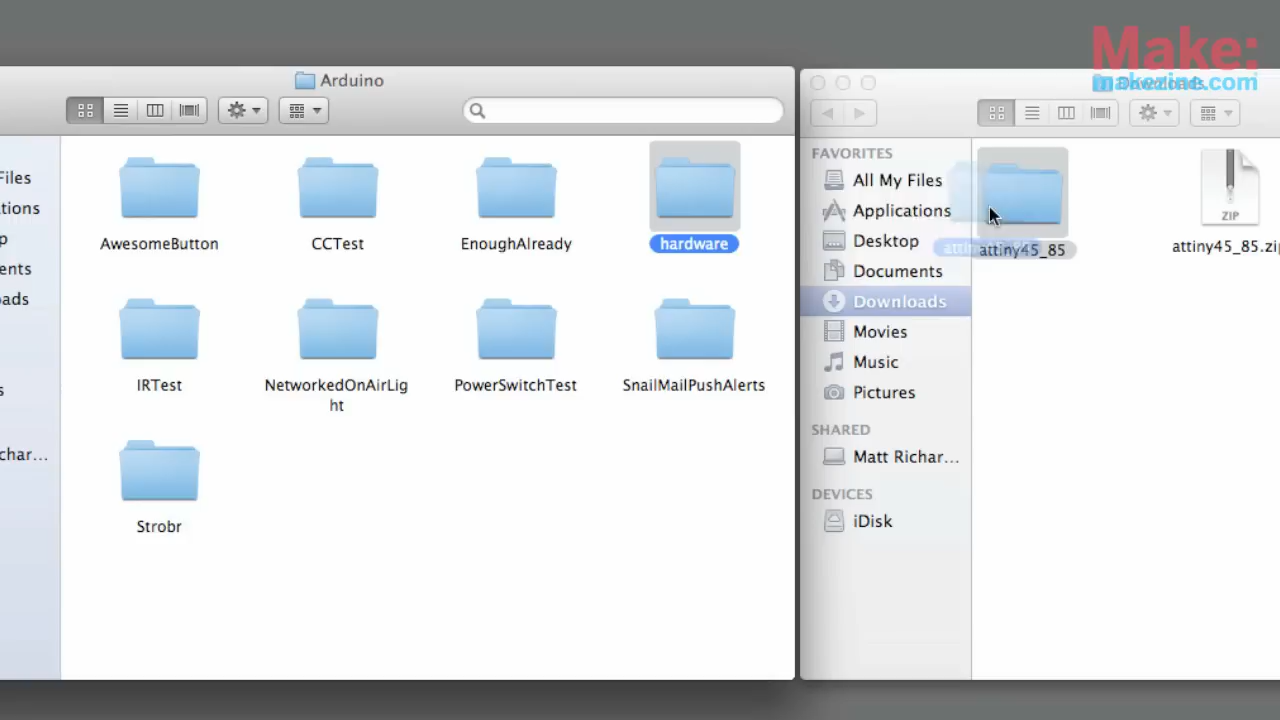 Make:
makezine.com
Arduino
Files
tions
p
ents
oads
s
char...
AwesomeButton
CCTest
EnoughAlready
hardware
IRTest
NetworkedOnAirLig
ht
PowerSwitchTest
SnailMailPushAlerts
Strobr
Downloads
FAVORITES
All My Files
Applications
Desktop
Documents
Downloads
Movies
Music
Pictures
SHARED
Matt Richar...
DEVICES
iDisk
attiny45_85
ZIP
attiny45_85.zip